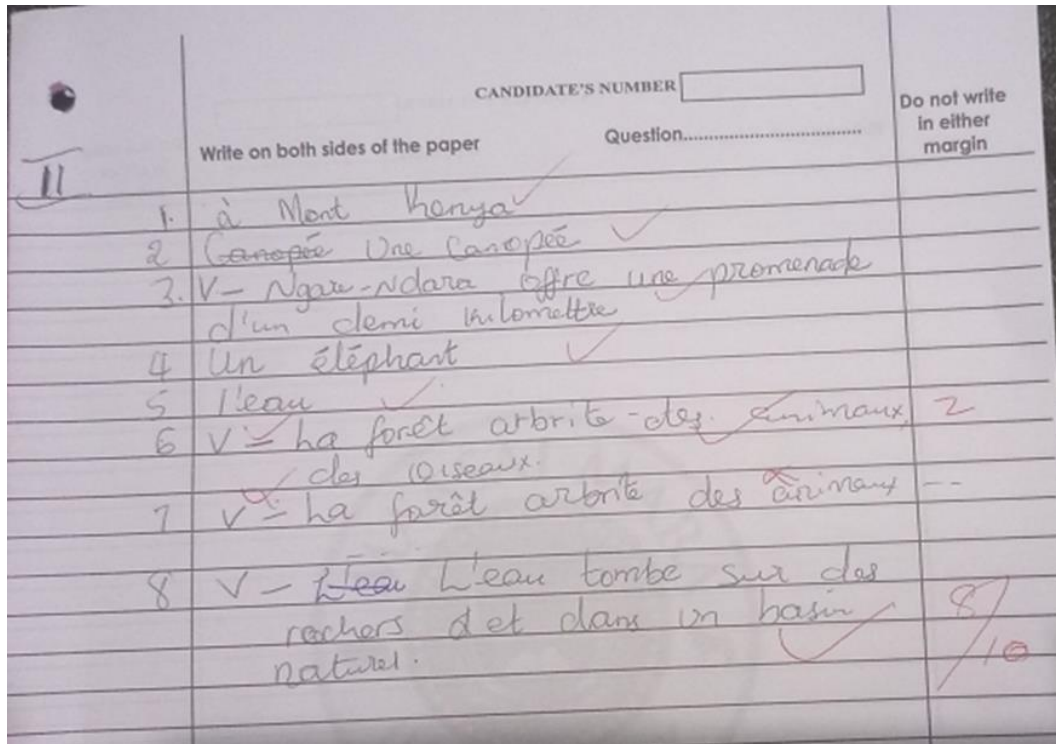 CANDIDATE'S NUMBER
Do not write
in either
margin
Write on both sides of the paper
Question....................................
11
1. à Mont Kenya
2 Canopée Une Canopée
3. V- Ngare-Ndara offre une promenade
d'un demi kilomettre
4 Un éléphant
5 l'eau
6 V- La forêt arbrite des animaux, 2
des oiseaux.
7 V- La forêt arbrite des animaux --
8 V- L'eau L'eau tombe sur des
rochers d et dans un basin 8/10
naturel.